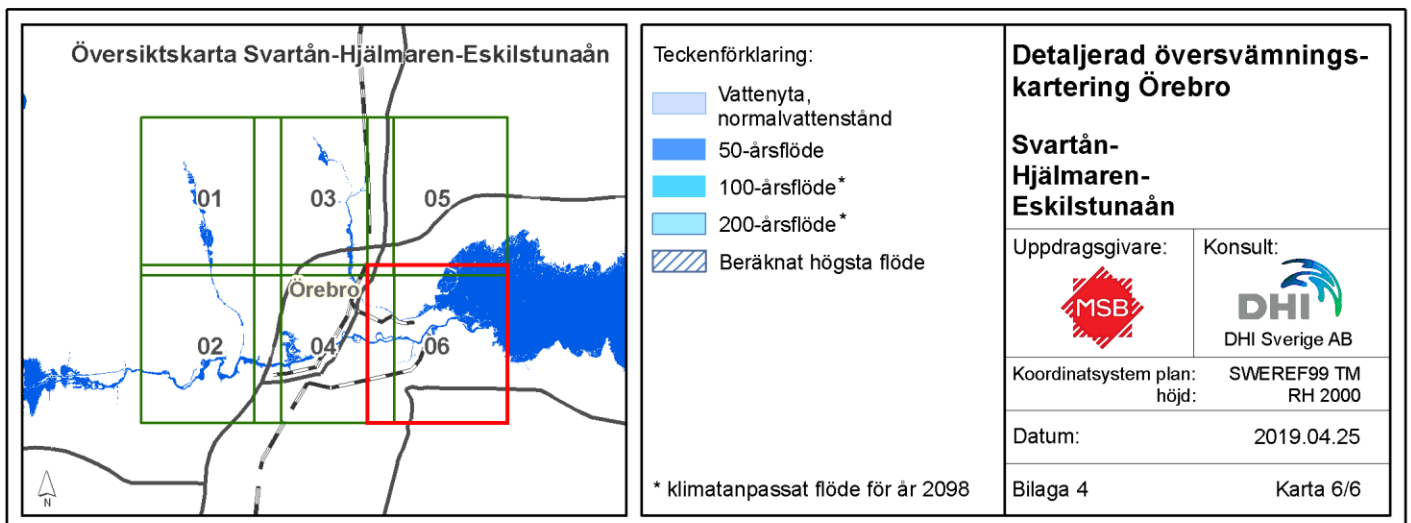 Översiktskarta Svartån-Hjälmaren-Eskilstunaån
01
03
05
Örebro
02
04
06
N
Teckenförklaring:
Vattenyta,
normalvattenstånd
50-årsflöde
100-årsflöde*
200-årsflöde*
Beräknat högsta flöde
* klimatanpassat flöde för år 2098
Detaljerad översvämnings-
kartering Örebro
Svartån-
Hjälmaren-
Eskilstunaån
Uppdragsgivare:
MSB
Konsult:
DHI
DHI Sverige AB
Koordinatsystem plan: SWEREF99 TM
höjd: RH 2000
Datum: 2019.04.25
Bilaga 4 Karta 6/6